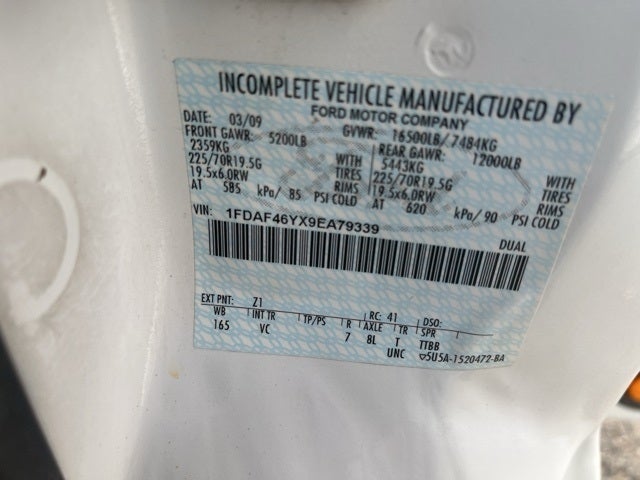 INCOMPLETE VEHICLE MANUFACTURED BY
FORD MOTOR COMPANY
DATE: 03/09 GVWR: 16500LB/7484KG
FRONT GAWR: 5200LB REAR GAWR: 12000LB
2359KG WITH 5443KG WITH
225/70R19.5G TIRES 225/70R19.5G TIRES
19.5x6.0RW RIMS 19.5x6.0RW RIMS
AT 585 kPa/ 85 PSI COLD AT 620 kPa/ 90 PSI COLD
VIN: 1FDAF46YX9EA79339
DUAL
EXT PNT: Z1 RC: 41 DSO:
WB INT TR TP/PS R AXLE TR SPR
165 VC 7 8L T TTBB
UNC ▽5U5A-1520472-BA